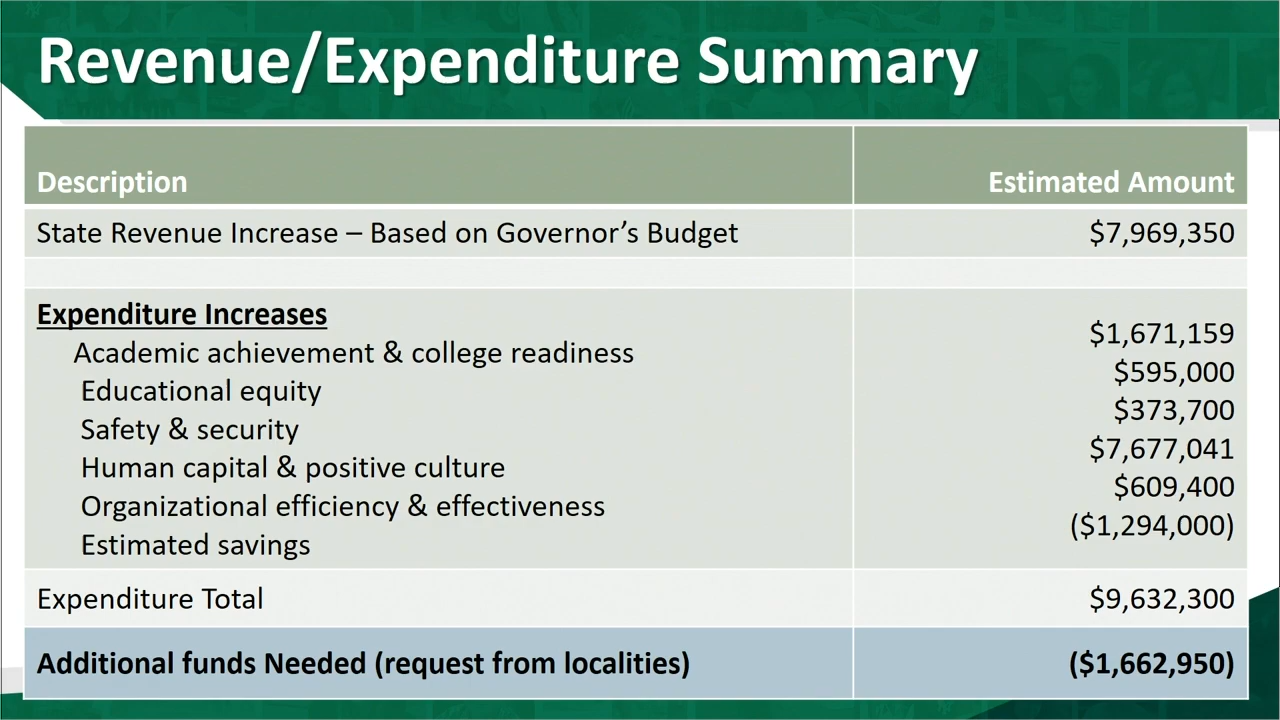 Revenue/Expenditure Summary
Description Estimated Amount
State Revenue Increase – Based on Governor's Budget $7,969,350
Expenditure Increases
Academic achievement & college readiness $1,671,159
Educational equity $595,000
Safety & security $373,700
Human capital & positive culture $7,677,041
Organizational efficiency & effectiveness $609,400
Estimated savings ($1,294,000)
Expenditure Total $9,632,300
Additional funds Needed (request from localities) ($1,662,950)